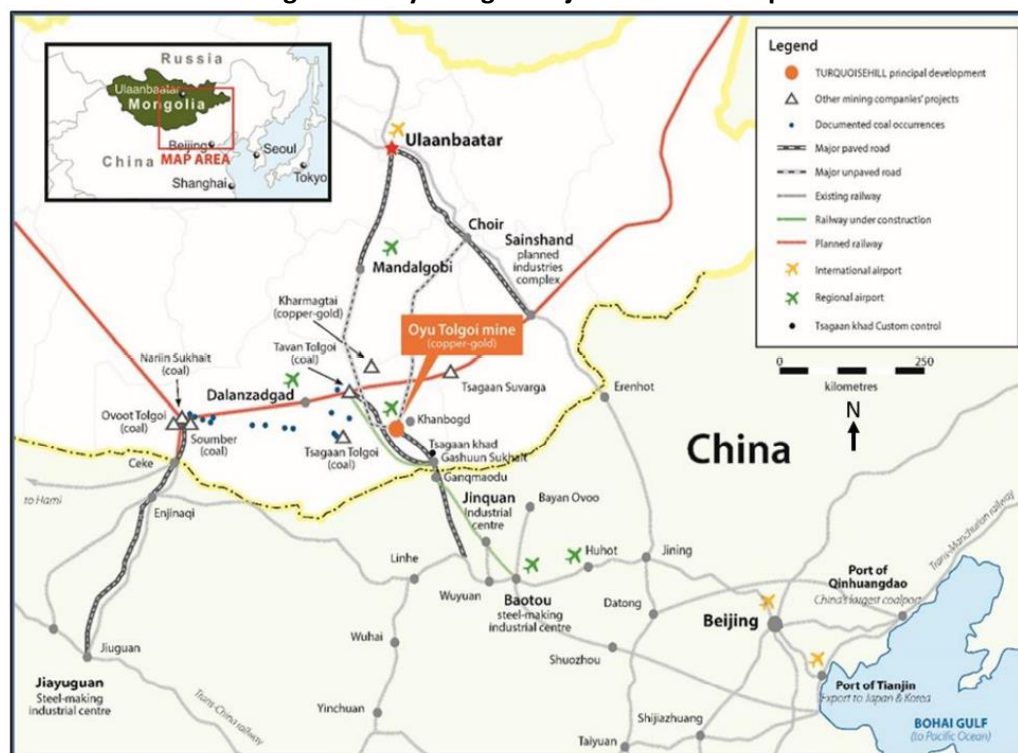 Russia
Ulaanbaatar
Mongolia
Beijing
Seoul
China
MAP AREA
Tokyo
Shanghai
Legend
TURQUOISEHILL principal development
Other mining companies' projects
Documented coal occurrences
Major paved road
Major unpaved road
Existing railway
Railway under construction
Planned railway
International airport
Regional airport
Tsagaan khad Custom control
0 250
kilometres
N
Ulaanbaatar
Choir
Sainshand
planned
industries
complex
Mandalgobi
Kharmagtai
(copper-gold)
Oyu Tolgoi mine
(copper-gold)
Tavan Tolgoi
(coal)
Nariin Sukhait
(coal)
Dalanzadgad
Tsagaan Suvarga
Erenhot
Ovoot Tolgoi
(coal)
Khanbogd
Soumber
(coal)
Tsagaan Tolgoi
(coal)
Tsagaan khad
Gashuun Sukhait
China
Ceke
Ganqmaodu
to Hami
Enjinaqi
Jinquan
Industrial
centre
Bayan Ovoo
Linhe
Huhot
Jining
Trans-Manchurian railway
Port of
Qinhuangdao
China's largest coalport
Wuyuan
Baotou
steel-making
industrial centre
Datong
Beijing
Wuhai
Shuozhou
Jiuguan
Jiayuguan
Steel-making
industrial centre
Port of Tianjin
Export to Japan & Korea
Trans-China railway
Yinchuan
Shijiazhuang
Taiyuan
BOHAI GULF
(to Pacific Ocean)